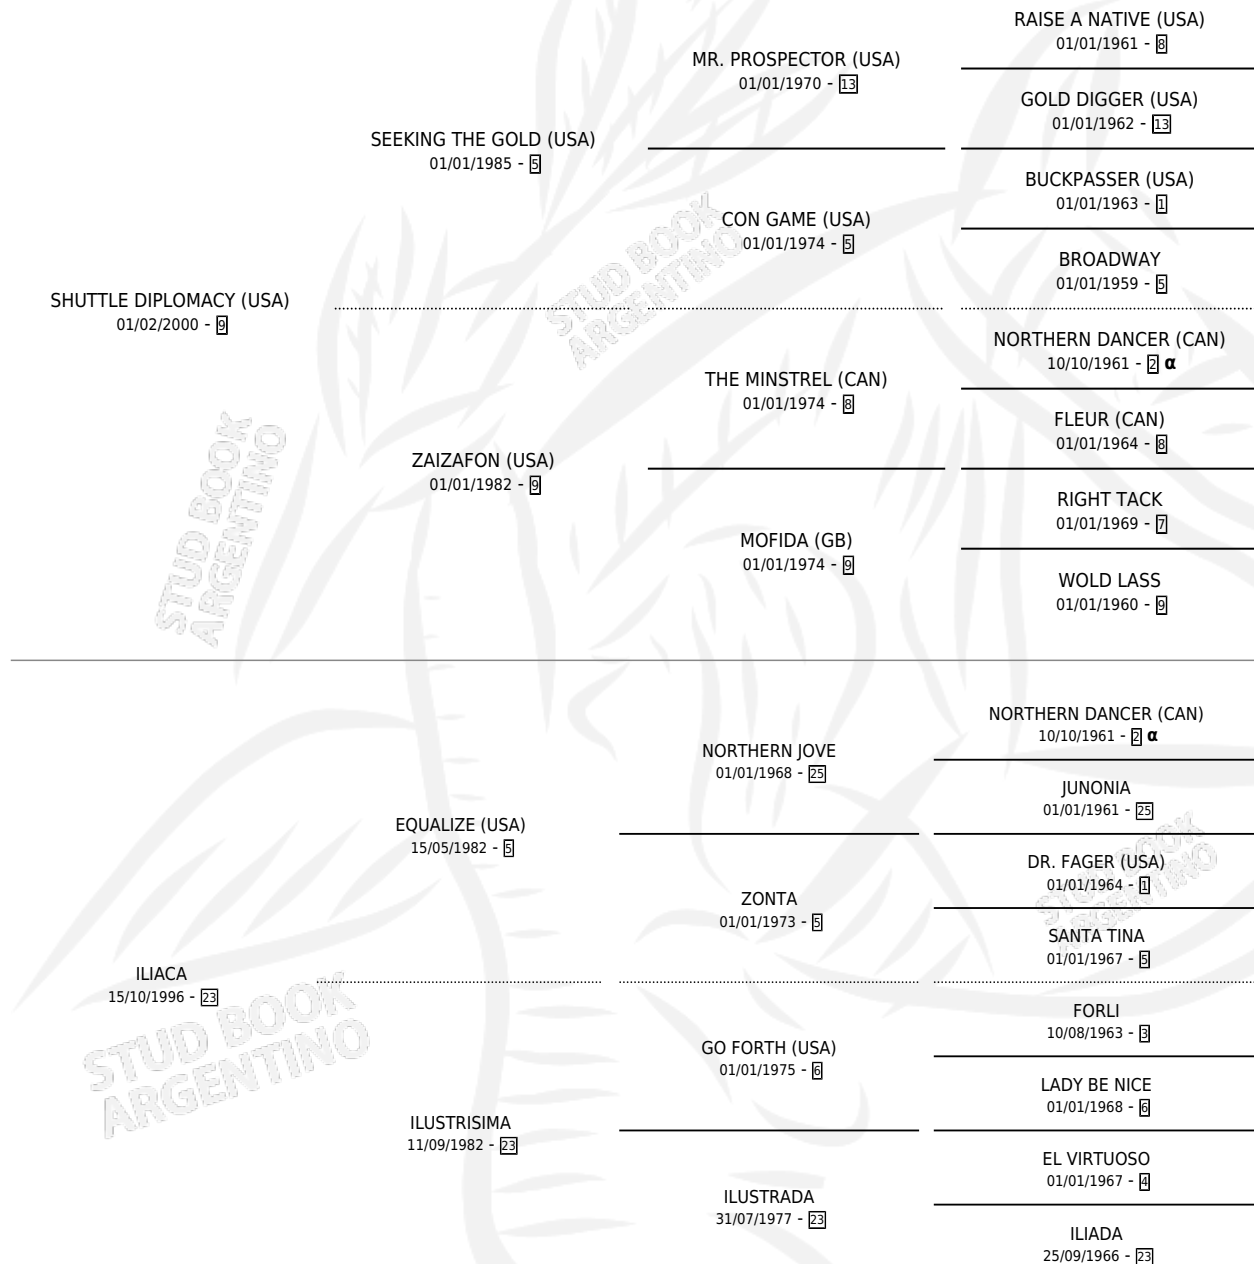 RAISE A NATIVE (USA)
01/01/1961 - 8
MR. PROSPECTOR (USA)
01/01/1970 - 13
GOLD DIGGER (USA)
01/01/1962 - 13
SEEKING THE GOLD (USA)
01/01/1985 - 5
BUCKPASSER (USA)
01/01/1963 - 1
CON GAME (USA)
01/01/1974 - 5
BROADWAY
01/01/1959 - 5
SHUTTLE DIPLOMACY (USA)
01/02/2000 - 9
NORTHERN DANCER (CAN)
10/10/1961 - 2 α
THE MINSTREL (CAN)
01/01/1974 - 8
FLEUR (CAN)
01/01/1964 - 8
ZAIZAFON (USA)
01/01/1982 - 9
RIGHT TACK
01/01/1969 - 7
MOFIDA (GB)
01/01/1974 - 9
WOLD LASS
01/01/1960 - 9
NORTHERN DANCER (CAN)
10/10/1961 - 2 α
NORTHERN JOVE
01/01/1968 - 25
JUNONIA
01/01/1961 - 25
EQUALIZE (USA)
15/05/1982 - 5
DR. FAGER (USA)
01/01/1964 - 1
ZONTA
01/01/1973 - 5
SANTA TINA
01/01/1967 - 5
ILIACA
15/10/1996 - 23
FORLI
10/08/1963 - 3
GO FORTH (USA)
01/01/1975 - 6
LADY BE NICE
01/01/1968 - 6
ILUSTRISIMA
11/09/1982 - 23
EL VIRTUOSO
01/01/1967 - 4
ILUSTRADA
31/07/1977 - 23
ILIADA
25/09/1966 - 23
STUD BOOK
ARGENTINO
STUD BOOK
ARGENTINO
STUD BOOK
ARGENTINO
STUD BOOK
ARGENTINO